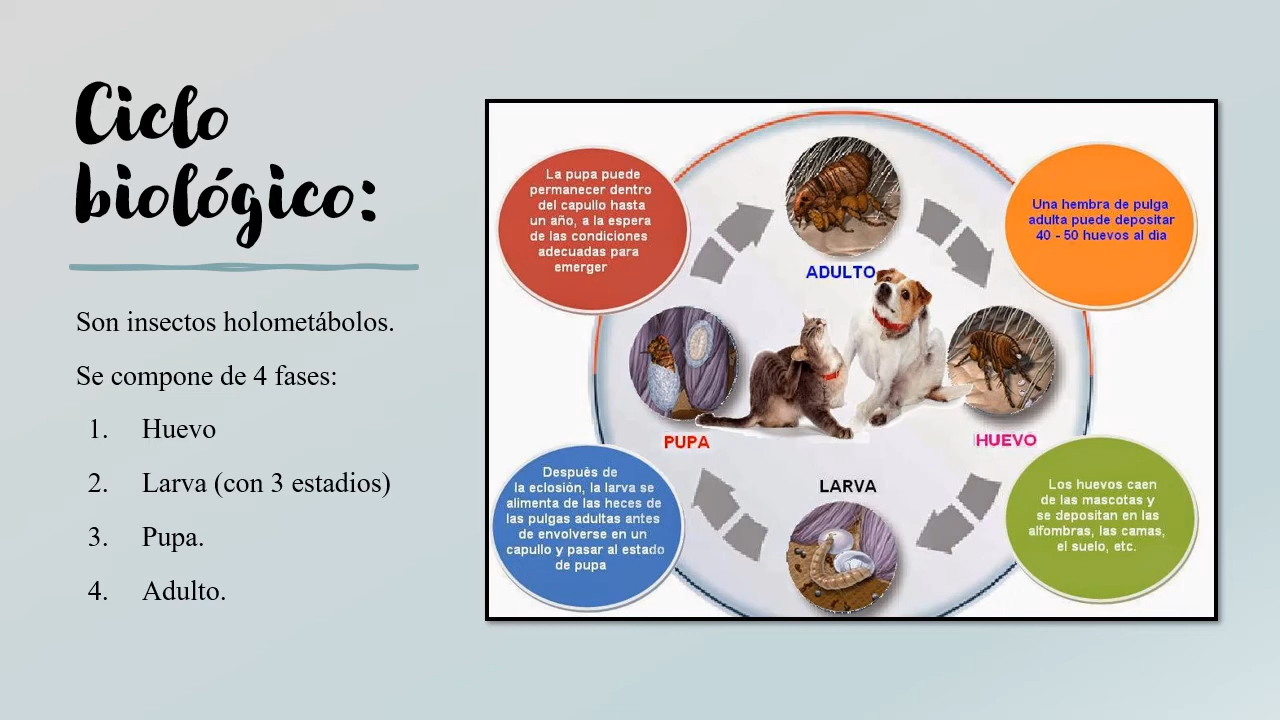 Ciclo
biológico:
Son insectos holometábolos.
Se compone de 4 fases:
1. Huevo
2. Larva (con 3 estadios)
3. Pupa.
4. Adulto.
La pupa puede
permanecer dentro
del capullo hasta
un año, a la espera
de las condiciones
adecuadas para
emerger
ADULTO
Una hembra de pulga
adulta puede depositar
40 - 50 huevos al dia
PUPA
HUEVO
Después de
la eclosión, la larva se
alimenta de las heces de
las pulgas adultas antes
de envolverse en un
capullo y pasar al estado
de pupa
LARVA
Los huevos caen
de las mascotas y
se depositan en las
alfombras, las camas,
el suelo, etc.